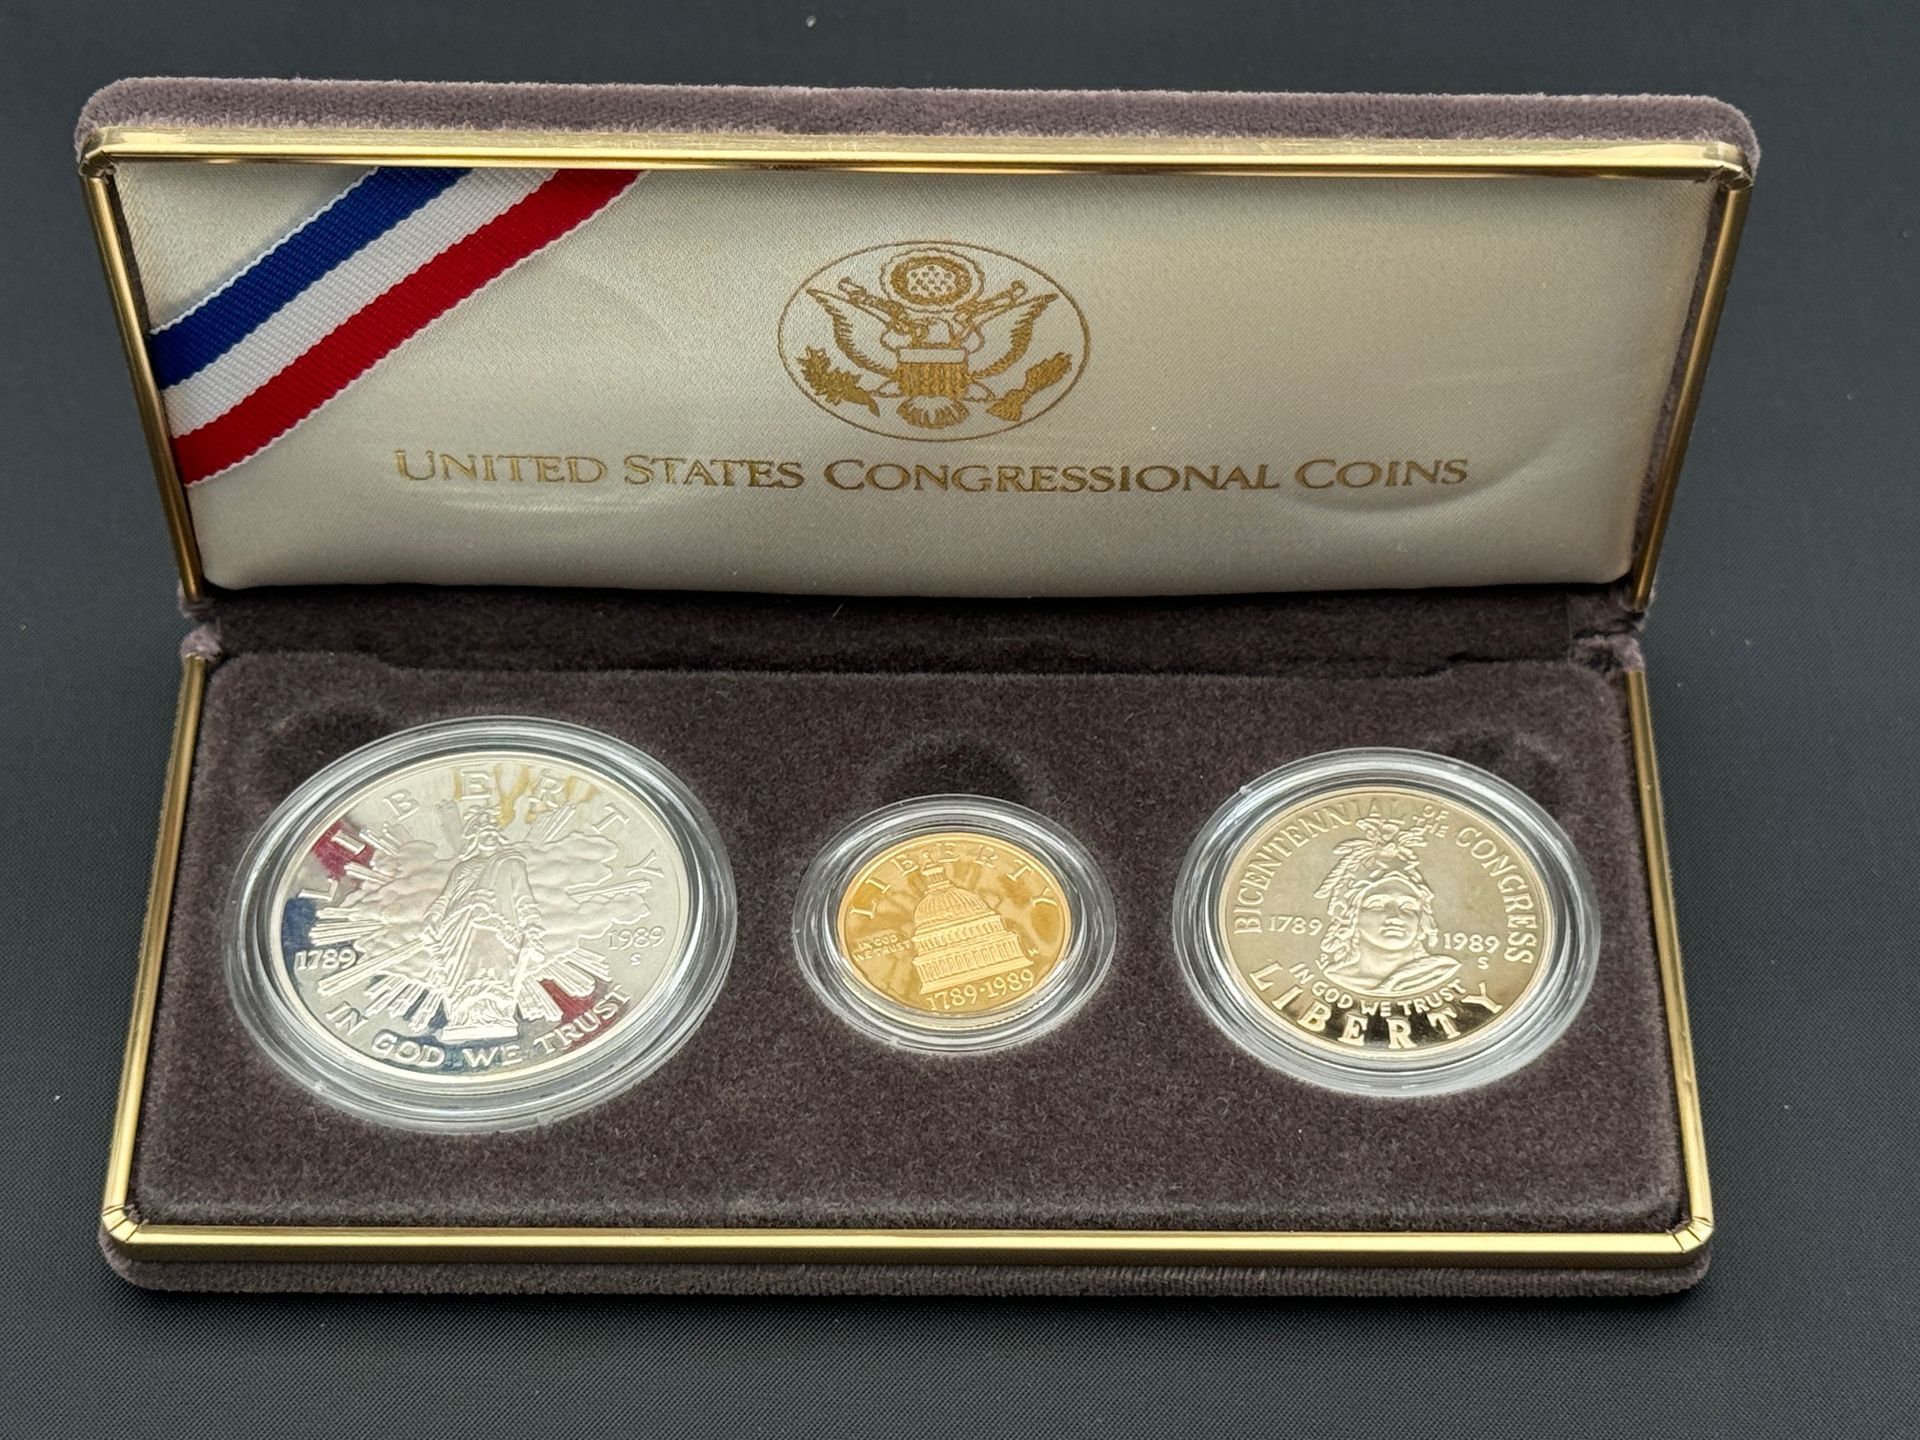 UNITED STATES CONGRESSIONAL COINS
LIBERTY
1789
1989
S
IN GOD WE TRUST
LIBERTY
IN GOD
WE TRUST
1789-1989
BICENTENNIAL OF THE CONGRESS
1789
1989
S
IN GOD WE TRUST
LIBERTY